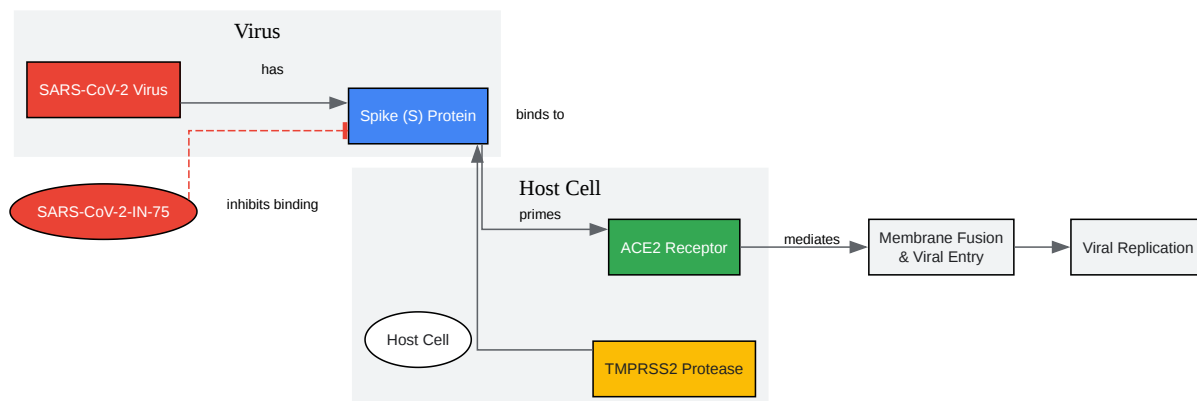 Virus
has
SARS-CoV-2 Virus
Spike (S) Protein
binds to
SARS-CoV-2-IN-75
inhibits binding
Host Cell
primes
ACE2 Receptor
mediates
Membrane Fusion
& Viral Entry
Viral Replication
Host Cell
TMPRSS2 Protease